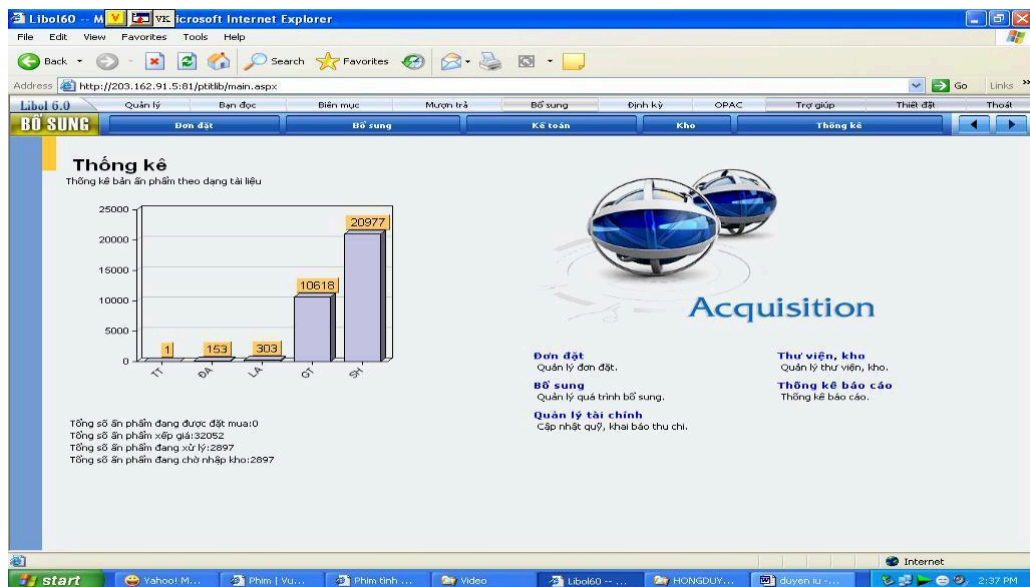 Libol60 -- M V VK icrosoft Internet Explorer
File Edit View Favorites Tools Help
Back Search Favorites
Address http://203.162.91.5:81/ptitlib/main.aspx Go Links
Libol 6.0 Quản lý Bạn đọc Biên mục Mượn trả Bổ sung Định kỳ OPAC Trợ giúp Thiết đặt Thoát
BỔ SUNG Đơn đặt Bổ sung Kế toán Kho Thống kê
Thống kê
Thống kê bản ấn phẩm theo dạng tài liệu
25000
20000
15000
10000
5000
0
1 153 303 10618 20977
TT ĐA LA GT SH
Tổng số ấn phẩm đang được đặt mua:0
Tổng số ấn phẩm xếp giá:32052
Tổng số ấn phẩm đang xử lý:2897
Tổng số ấn phẩm đang chờ nhập kho:2897
Acquisition
Đơn đặt
Quản lý đơn đặt.
Bổ sung
Quản lý quá trình bổ sung.
Quản lý tài chính
Cập nhật quỹ, khai báo thu chi.
Thư viện, kho
Quản lý thư viện, kho.
Thống kê báo cáo
Thống kê báo cáo.
Internet
start Yahoo! M... Phim | Vu... Phim tình ... Video Libol60 -- ... HONGDUY... duyen iu -... 2:37 PM